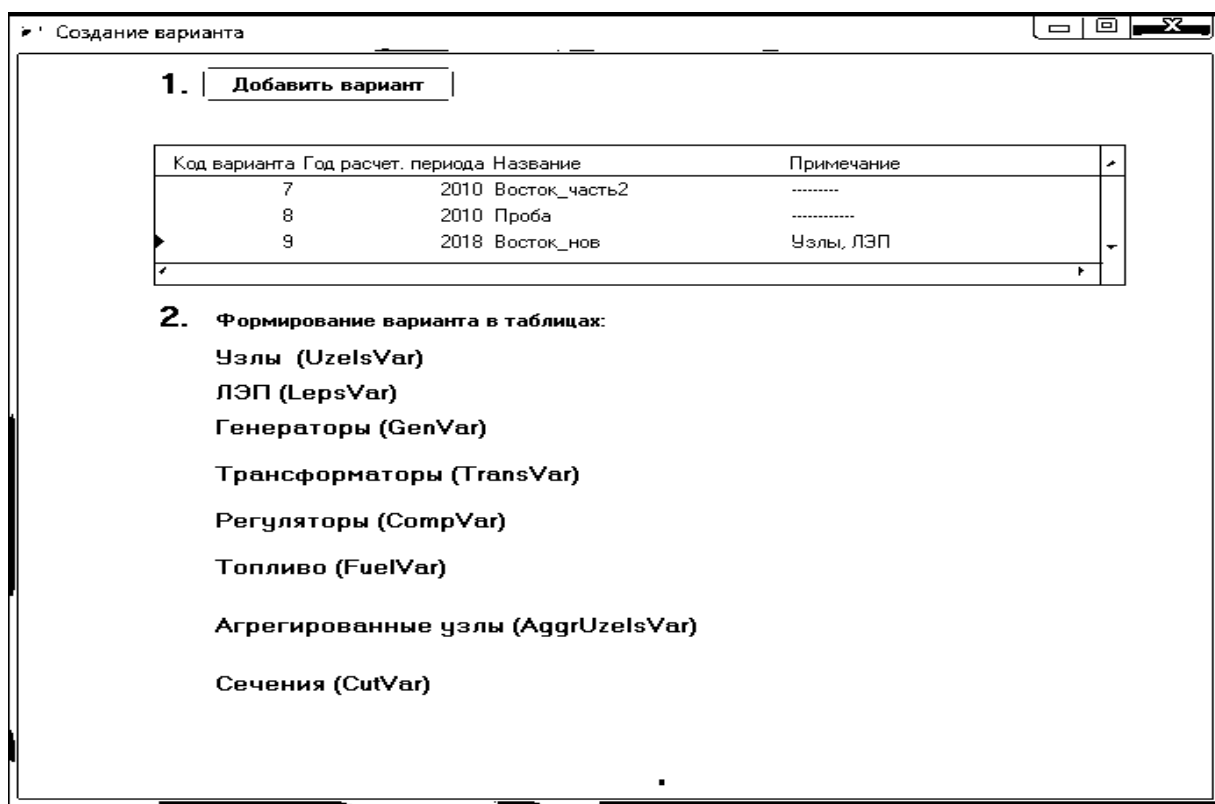 Создание варианта
1. Добавить вариант
Код варианта Год расчет. периода Название Примечание
7 2010 Восток_часть2 ---------
8 2010 Проба ------------
9 2018 Восток_нов Узлы, ЛЭП
2. Формирование варианта в таблицах:
Узлы (UzelsVar)
ЛЭП (LepsVar)
Генераторы (GenVar)
Трансформаторы (TransVar)
Регуляторы (CompVar)
Топливо (FuelVar)
Агрегированные узлы (AggrUzelsVar)
Сечения (CutVar)